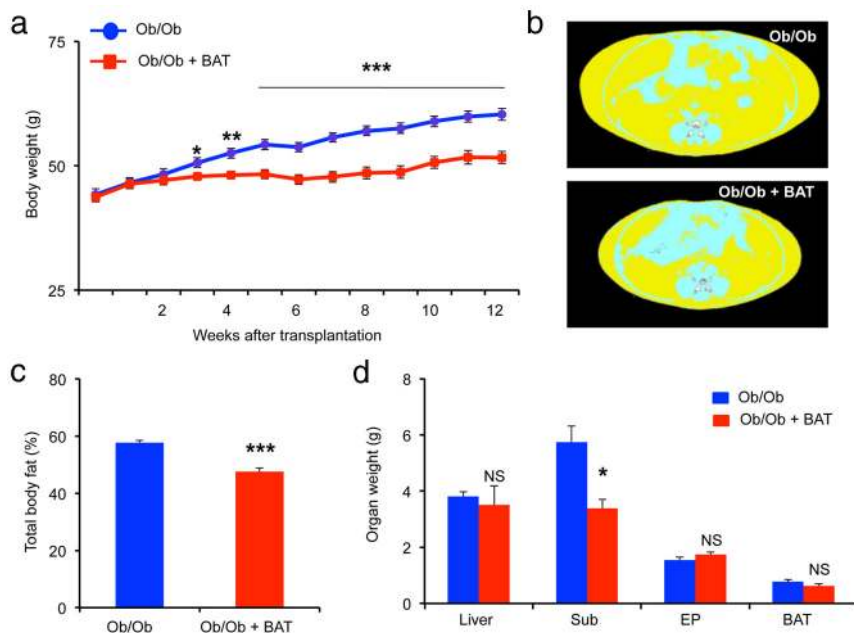 a
Ob/Ob
Ob/Ob + BAT
75
50
25
Body weight (g)
*
**
***
2 4 6 8 10 12
Weeks after transplantation
b
Ob/Ob
Ob/Ob + BAT
c
80
60
40
20
0
Total body fat (%)
***
Ob/Ob Ob/Ob + BAT
d
Ob/Ob
Ob/Ob + BAT
8
6
4
2
0
Organ weight (g)
NS
*
NS
NS
Liver Sub EP BAT